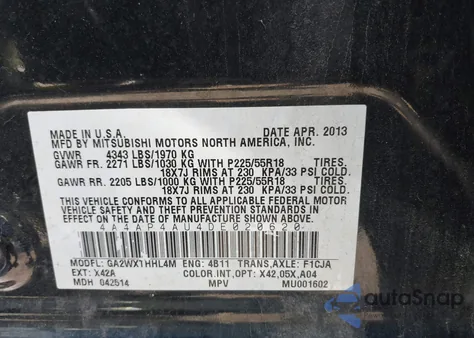 MADE IN U.S.A. DATE APR. 2013
MFD BY MITSUBISHI MOTORS NORTH AMERICA, INC.
GVWR 4343 LBS/1970 KG
GAWR FR. 2271 LBS/1030 KG WITH P225/55R18
18X7J RIMS AT 230 KPA/33 PSI COLD.
GAWR RR. 2205 LBS/1000 KG WITH P225/55R18
18X7J RIMS AT 230 KPA/33 PSI COLD.
THIS VEHICLE CONFORMS TO ALL APPLICABLE FEDERAL MOTOR
VEHICLE SAFETY AND THEFT PREVENTION STANDARDS IN
EFFECT ON THE DATE OF MANUFACTURE SHOWN ABOVE.
4A4AP4AU4DE020620
MODEL: GA2WXTHHL4M ENG: 4B11 TRANS,AXLE: F1CJA
EXT: X42A COLOR.INT,OPT: X42,05X,A04
MDH 042514 MPV MU001602
AutoSnap